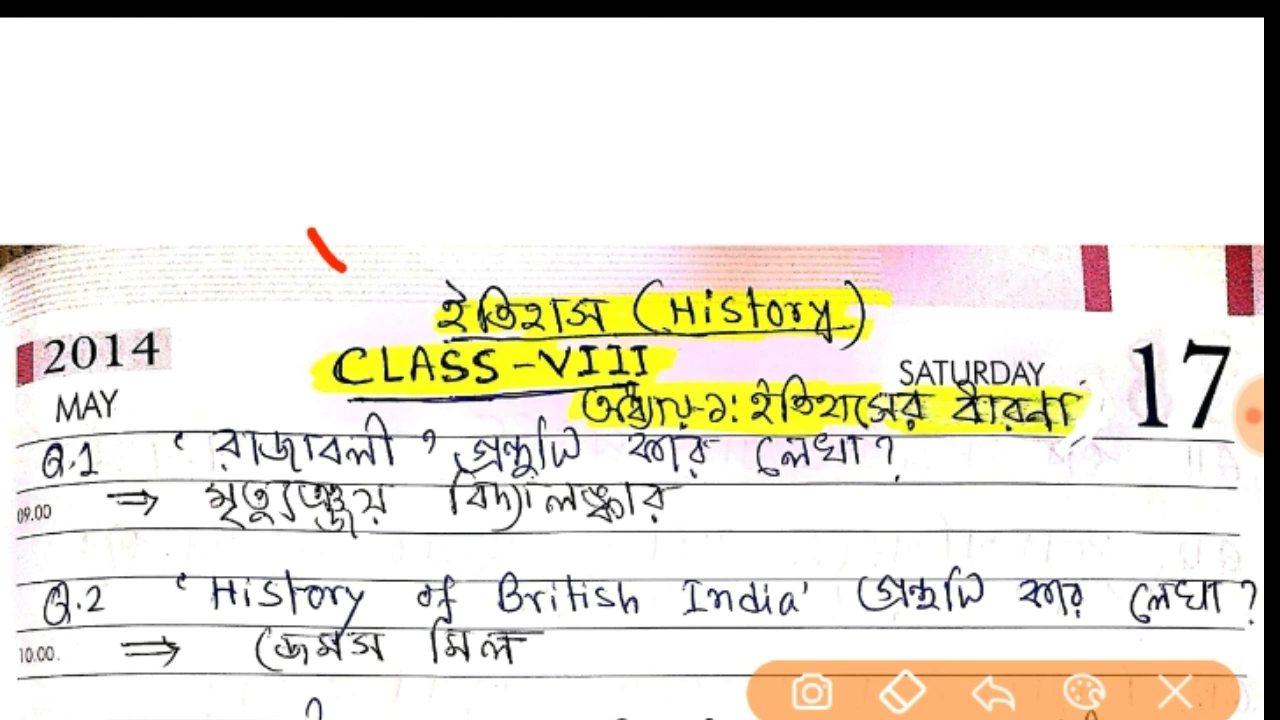 ইতিহাস (History)
2014
CLASS-VIII
SATURDAY 17
MAY
অধ্যায়-১: ইতিহাসের ধারনা
Q.1 'রাজাবলী' গ্রন্থটি কার লেখা?
09.00 ⇒ মৃত্যুঞ্জয় বিদ্যালঙ্কার
Q.2 'History of British India' গ্রন্থটি কার লেখা?
10.00. ⇒ জেমস মিল